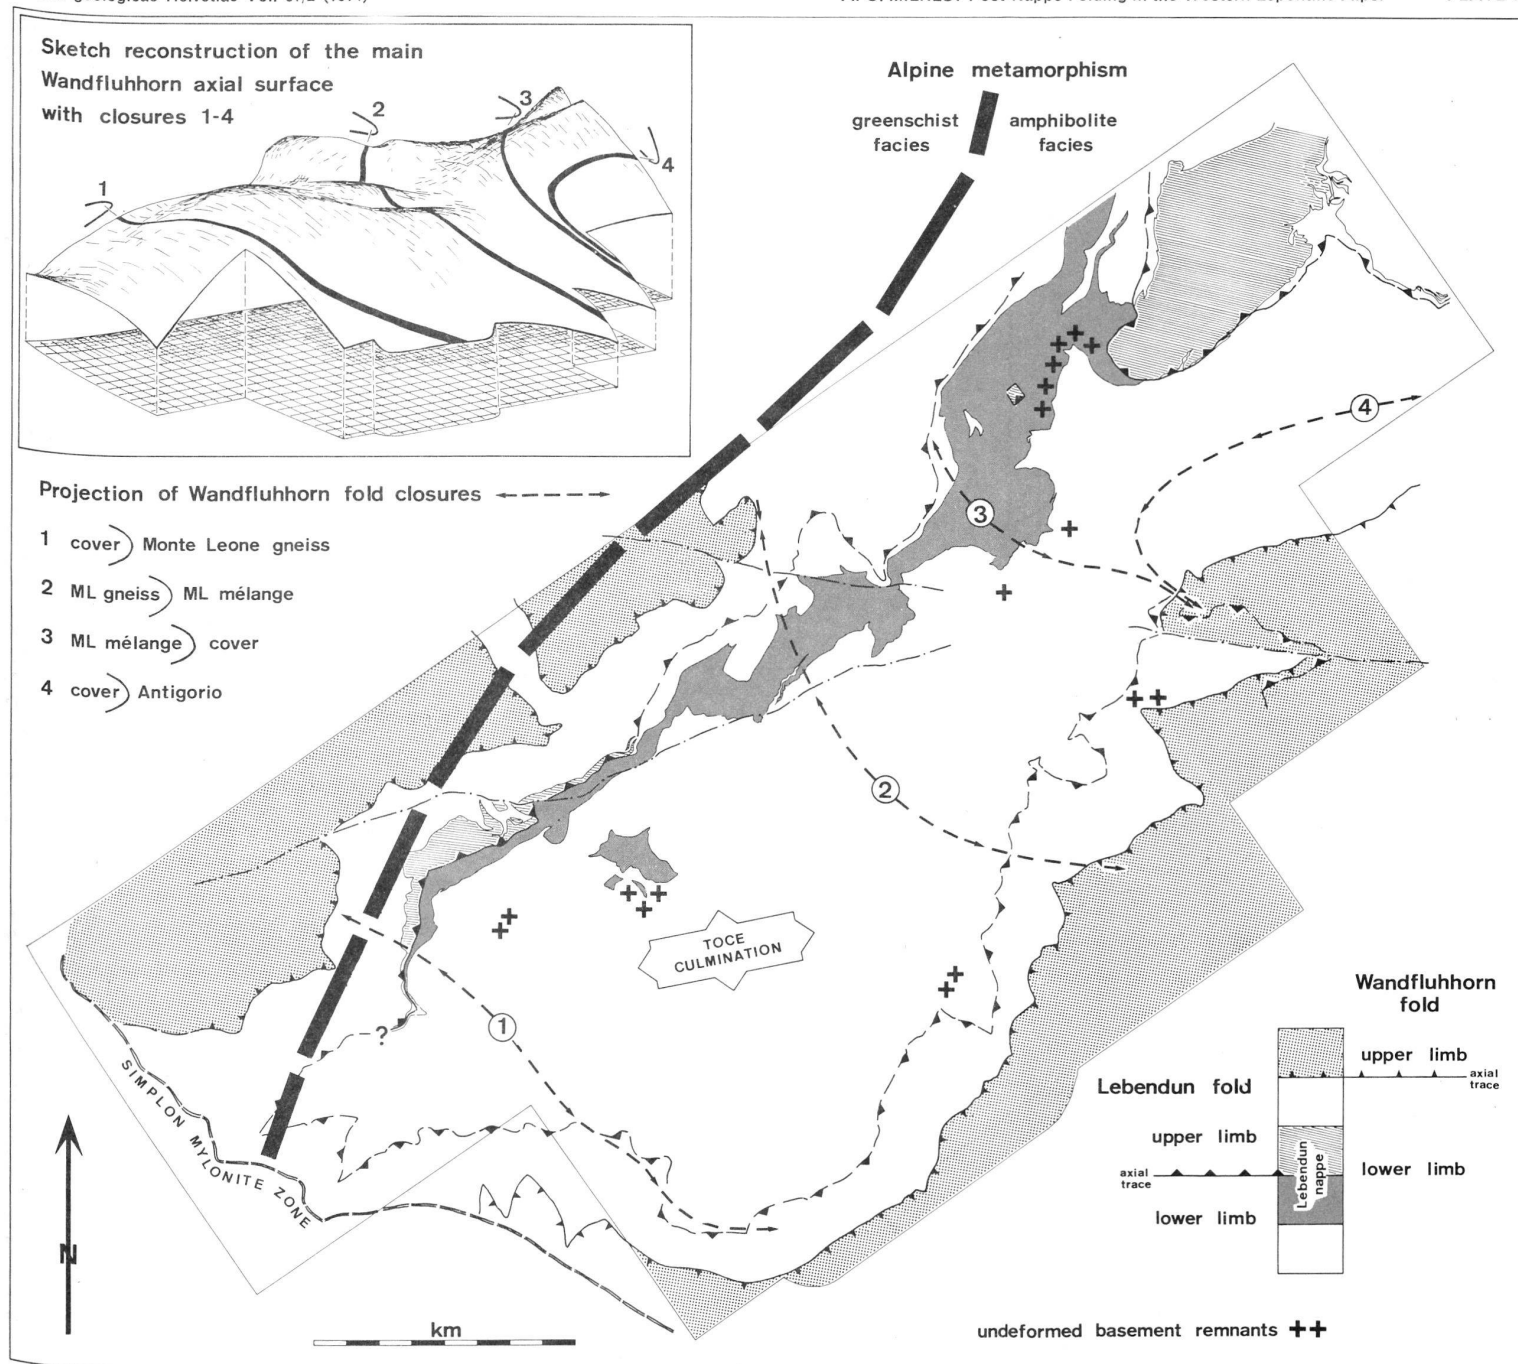 Sketch reconstruction of the main
Wandfluhhorn axial surface
with closures 1-4
1
2
3
4
Alpine metamorphism
greenschist
facies
amphibolite
facies
Projection of Wandfluhhorn fold closures
1 cover) Monte Leone gneiss
2 ML gneiss) ML mélange
3 ML mélange) cover
4 cover) Antigorio
4
3
2
1
TOCE
CULMINATION
?
SIMPLON MYLONITE ZONE
N
km
Wandfluhhorn
fold
upper limb
axial
trace
Lebendun fold
upper limb
Lebendun
nappe
lower limb
axial
trace
lower limb
undeformed basement remnants ++